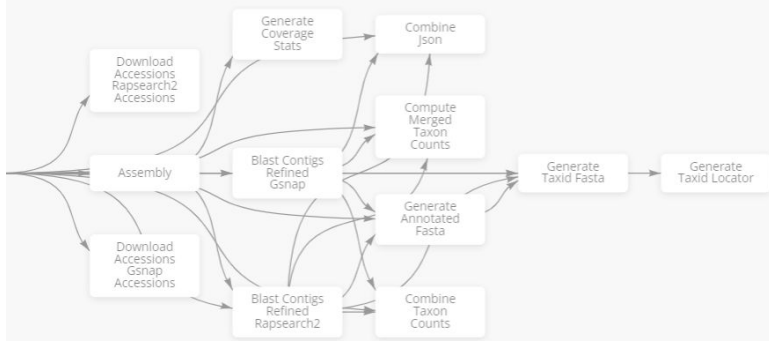 Generate
Coverage
Stats
Combine
Json
Download
Accessions
Rapsearch2
Accessions
Compute
Merged
Taxon
Counts
Assembly
Blast Contigs
Refined
Gsnap
Generate
Taxid Fasta
Generate
Taxid Locator
Generate
Annotated
Fasta
Download
Accessions
Gsnap
Accessions
Blast Contigs
Refined
Rapsearch2
Combine
Taxon
Counts